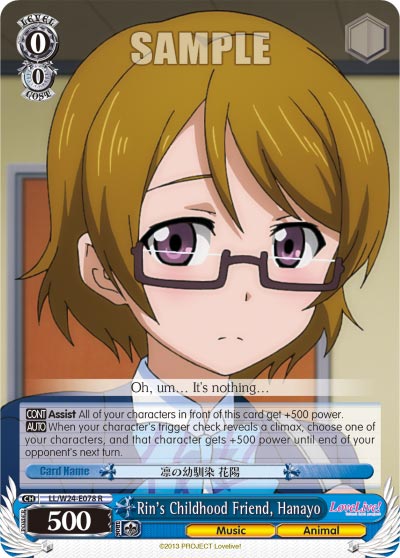 LEVEL
0
0
COST
SAMPLE
Oh, um... It's nothing...
CONT Assist All of your characters in front of this card get +500 power.
AUTO When your character's trigger check reveals a climax, choose one of
your characters, and that character gets +500 power until end of your
opponent's next turn.
Card Name
凛の幼馴染 花陽
CH LL/W24-E078 R
POWER
500
SOUL
Rin's Childhood Friend, Hanayo
LoveLive!
Music
Animal
©2013 PROJECT Lovelive!